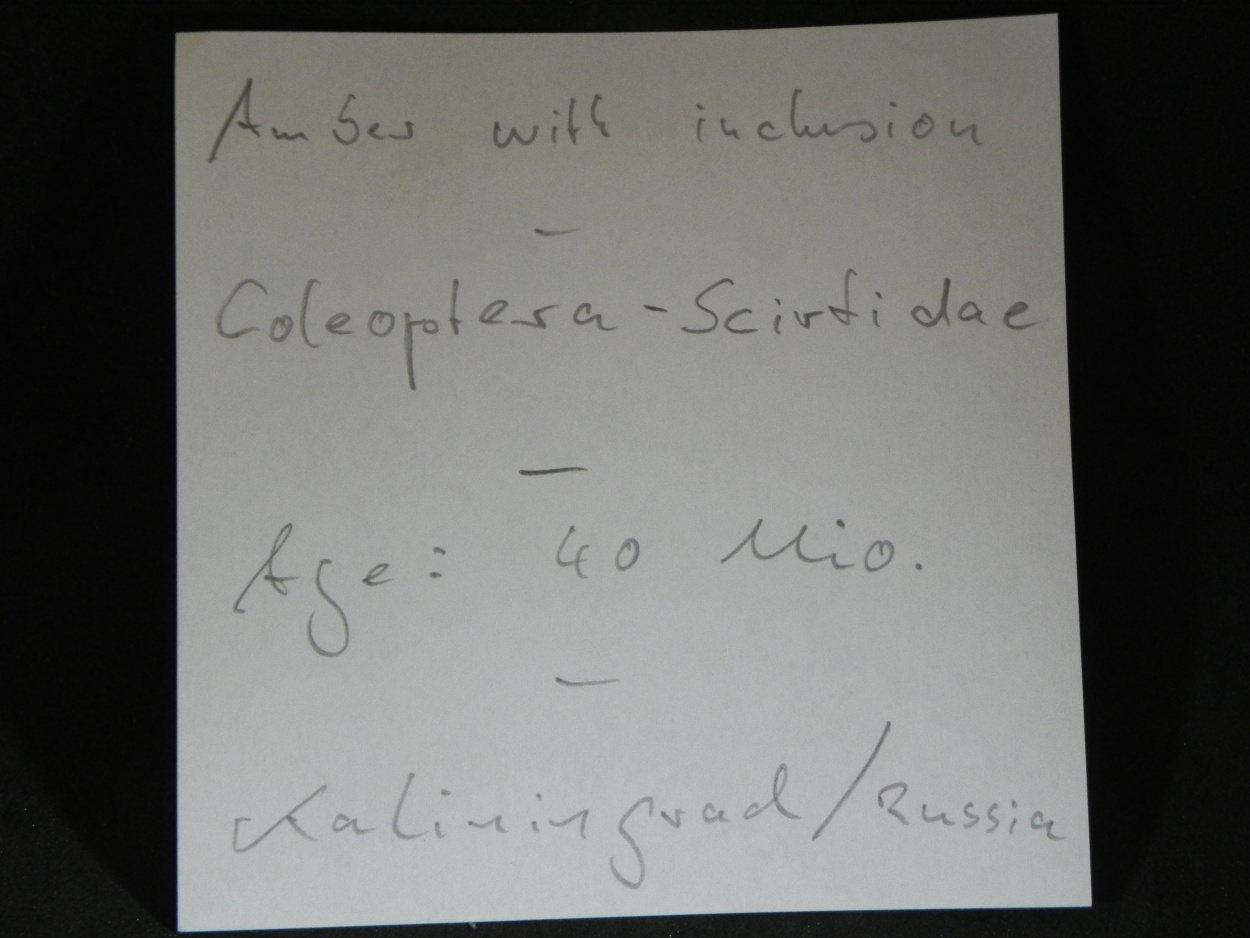 Amber with inclusion
–
Coleoptera - Scirtidae
–
Age: 40 Mio.
–
Kaliningrad/Russia